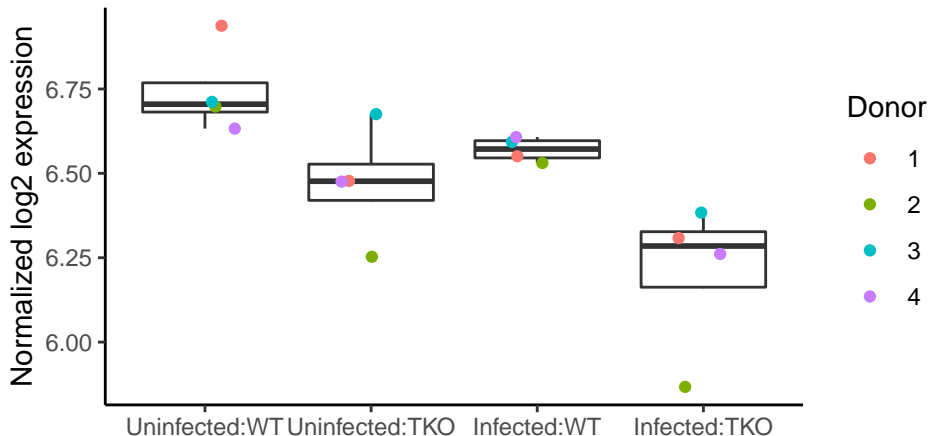 Normalized log2 expression
6.75
6.50
6.25
6.00
Uninfected:WT Uninfected:TKO Infected:WT Infected:TKO
Donor
1
2
3
4